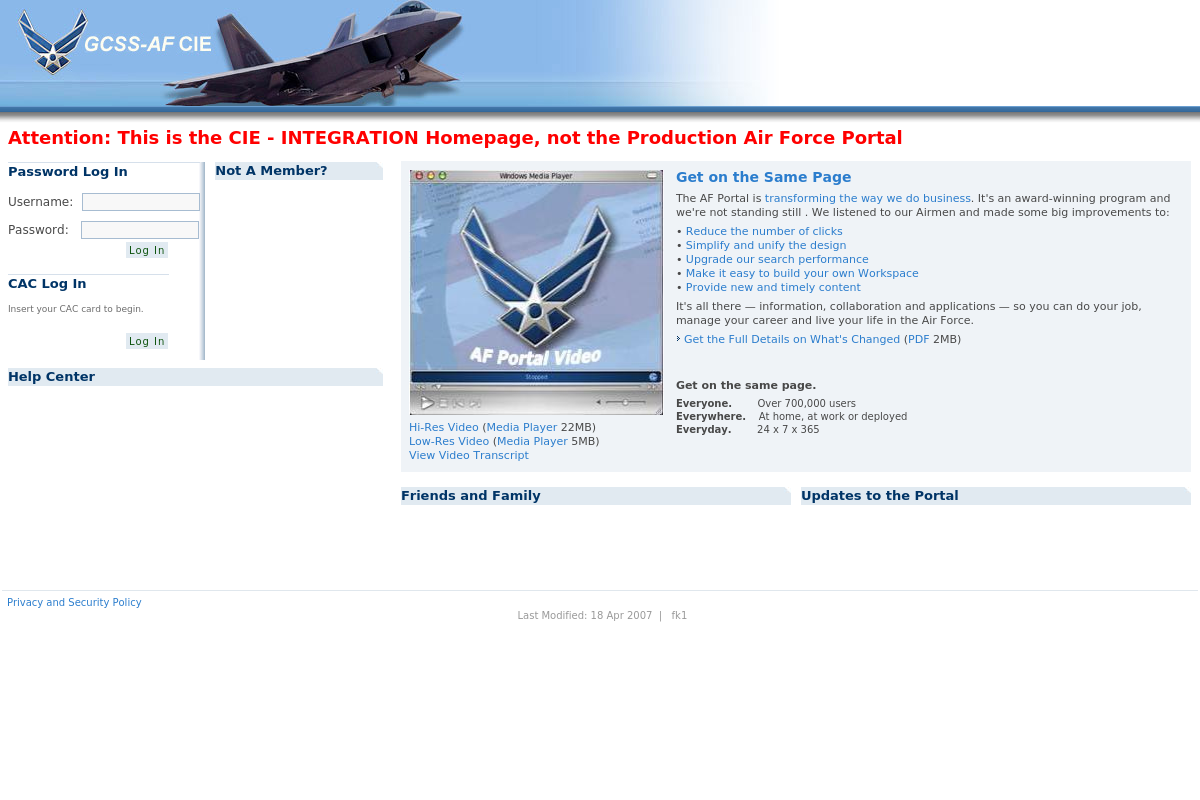 GCSS-AF CIE
Attention: This is the CIE - INTEGRATION Homepage, not the Production Air Force Portal
Password Log In
Username:
Password:
Log In
CAC Log In
Insert your CAC card to begin.
Log In
Not A Member?
Help Center
Windows Media Player
AF Portal Video
Stopped
Hi-Res Video (Media Player 22MB)
Low-Res Video (Media Player 5MB)
View Video Transcript
Get on the Same Page
The AF Portal is transforming the way we do business. It's an award-winning program and
we're not standing still . We listened to our Airmen and made some big improvements to:
• Reduce the number of clicks
• Simplify and unify the design
• Upgrade our search performance
• Make it easy to build your own Workspace
• Provide new and timely content
It's all there — information, collaboration and applications — so you can do your job,
manage your career and live your life in the Air Force.
Get the Full Details on What's Changed (PDF 2MB)
Get on the same page.
Everyone. Over 700,000 users
Everywhere. At home, at work or deployed
Everyday. 24 x 7 x 365
Friends and Family
Updates to the Portal
Privacy and Security Policy
Last Modified: 18 Apr 2007 | fk1